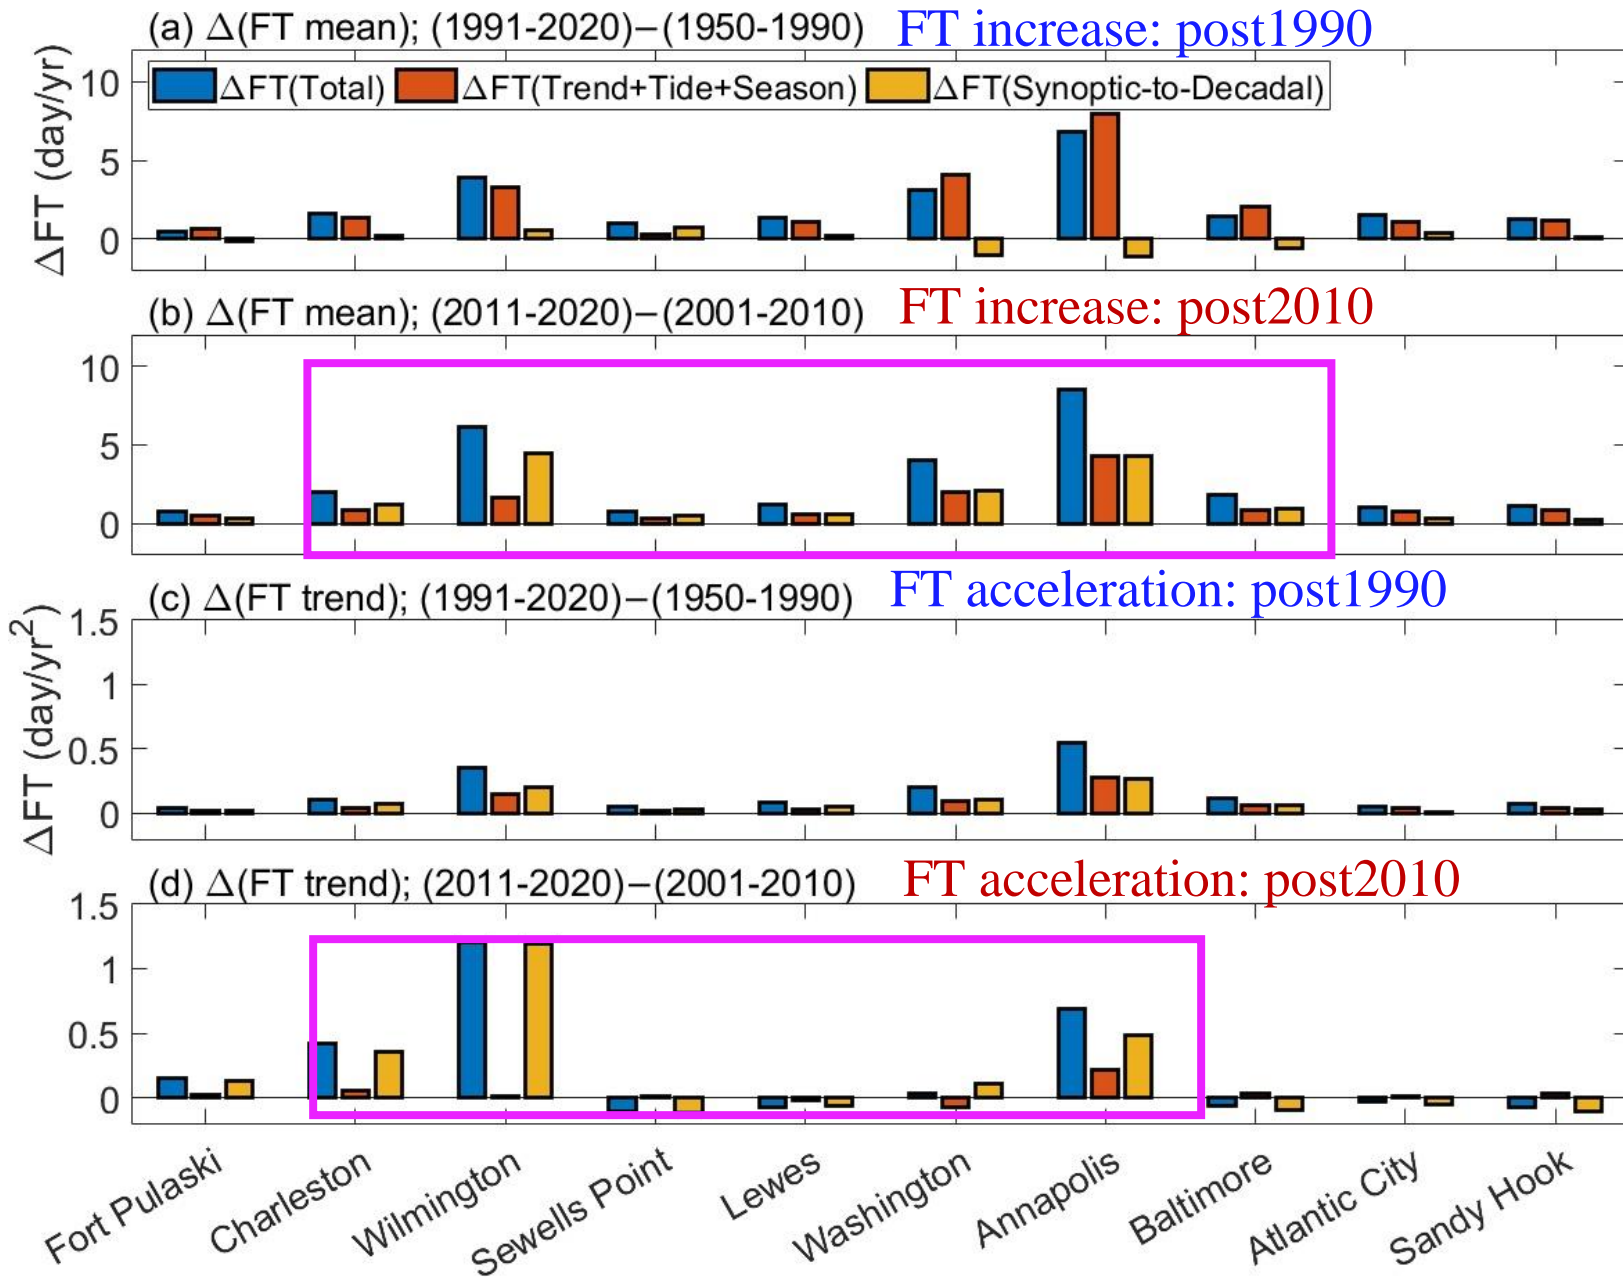 (a) Δ(FT mean); (1991-2020)−(1950-1990) FT increase: post1990
ΔFT(Total) ΔFT(Trend+Tide+Season) ΔFT(Synoptic-to-Decadal)
ΔFT (day/yr)
10
5
0
(b) Δ(FT mean); (2011-2020)−(2001-2010) FT increase: post2010
10
5
0
(c) Δ(FT trend); (1991-2020)−(1950-1990) FT acceleration: post1990
ΔFT (day/yr²)
1.5
1
0.5
0
(d) Δ(FT trend); (2011-2020)−(2001-2010) FT acceleration: post2010
1.5
1
0.5
0
Fort Pulaski
Charleston
Wilmington
Sewells Point
Lewes
Washington
Annapolis
Baltimore
Atlantic City
Sandy Hook